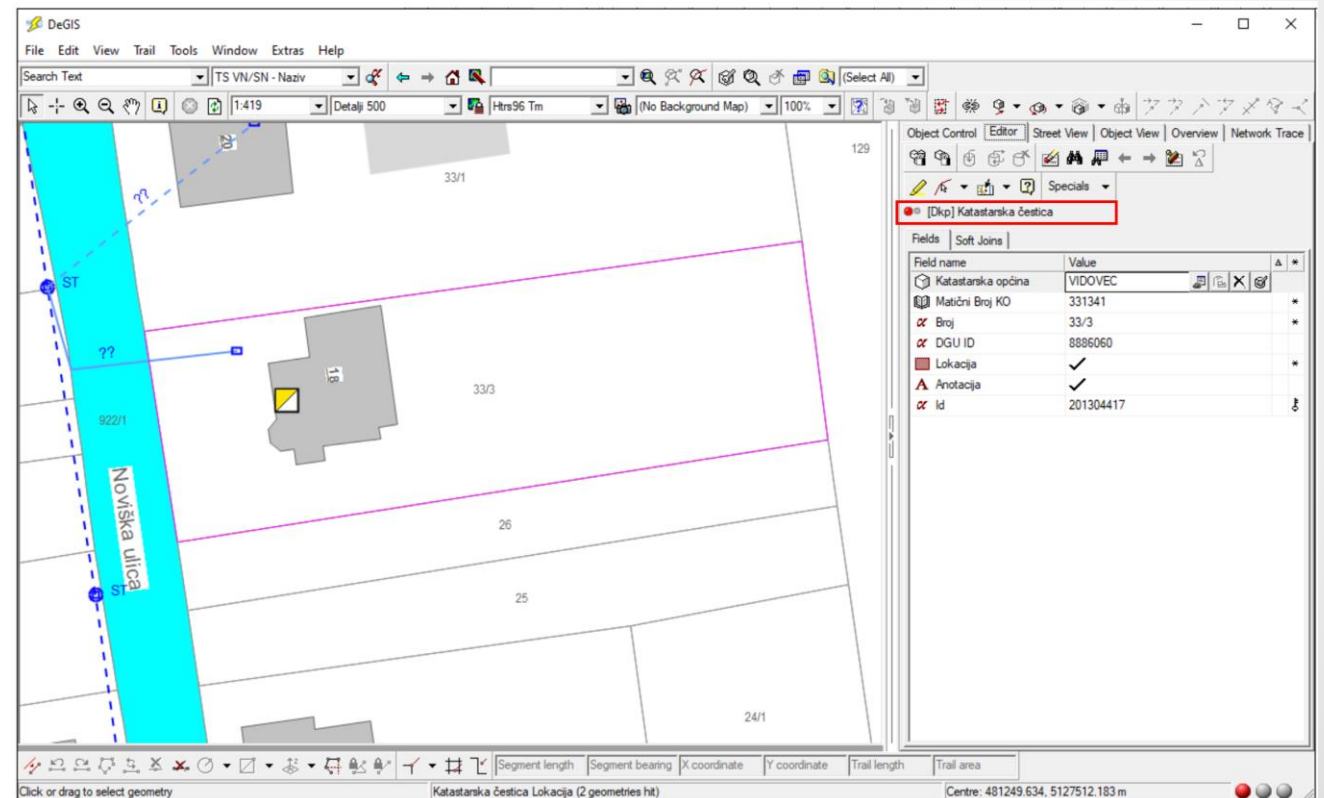 DeGIS
File Edit View Trail Tools Window Extras Help
Search Text TS VN/SN - Naziv (Select All)
1:419 Detalji 500 Htrs96 Tm (No Background Map) 100%
Object Control Editor Street View Object View Overview Network Trace
Specials
[Dkp] Katastarska čestica
Fields Soft Joins
Field name Value
Katastarska općina VIDOVEC
Matični Broj KO 331341 *
α Broj 33/3 *
α DGU ID 8886060
Lokacija ✓ *
A Anotacija ✓
α Id 201304417
20
129
33/1
??
ST
??
18
33/3
922/1
Noviška ulica
26
ST
25
24/1
Segment length Segment bearing X coordinate Y coordinate Trail length Trail area
Click or drag to select geometry Katastarska čestica Lokacija (2 geometries hit) Centre: 481249.634, 5127512.183 m